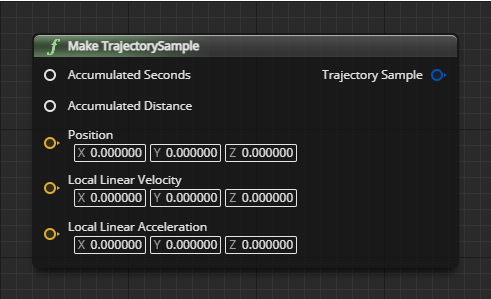 f Make TrajectorySample
Accumulated Seconds Trajectory Sample
Accumulated Distance
Position
X 0.000000 Y 0.000000 Z 0.000000
Local Linear Velocity
X 0.000000 Y 0.000000 Z 0.000000
Local Linear Acceleration
X 0.000000 Y 0.000000 Z 0.000000